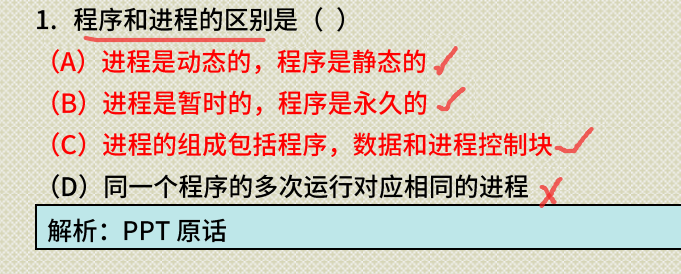 1. 程序和进程的区别是（ ）
（A）进程是动态的，程序是静态的
（B）进程是暂时的，程序是永久的
（C）进程的组成包括程序，数据和进程控制块
（D）同一个程序的多次运行对应相同的进程
解析：PPT 原话